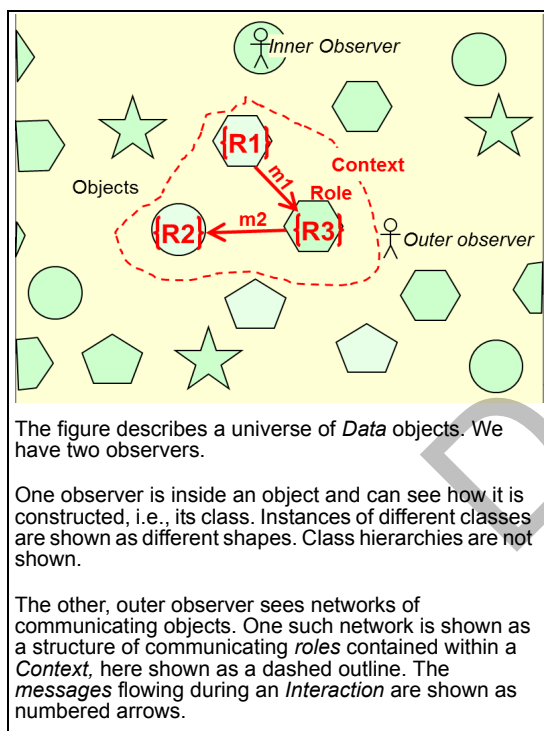 Inner Observer
{R1}
Context
m1
Objects
Role
m2
{R2}
{R3}
Outer observer
The figure describes a universe of Data objects. We
have two observers.
One observer is inside an object and can see how it is
constructed, i.e., its class. Instances of different classes
are shown as different shapes. Class hierarchies are not
shown.
The other, outer observer sees networks of
communicating objects. One such network is shown as
a structure of communicating roles contained within a
Context, here shown as a dashed outline. The
messages flowing during an Interaction are shown as
numbered arrows.